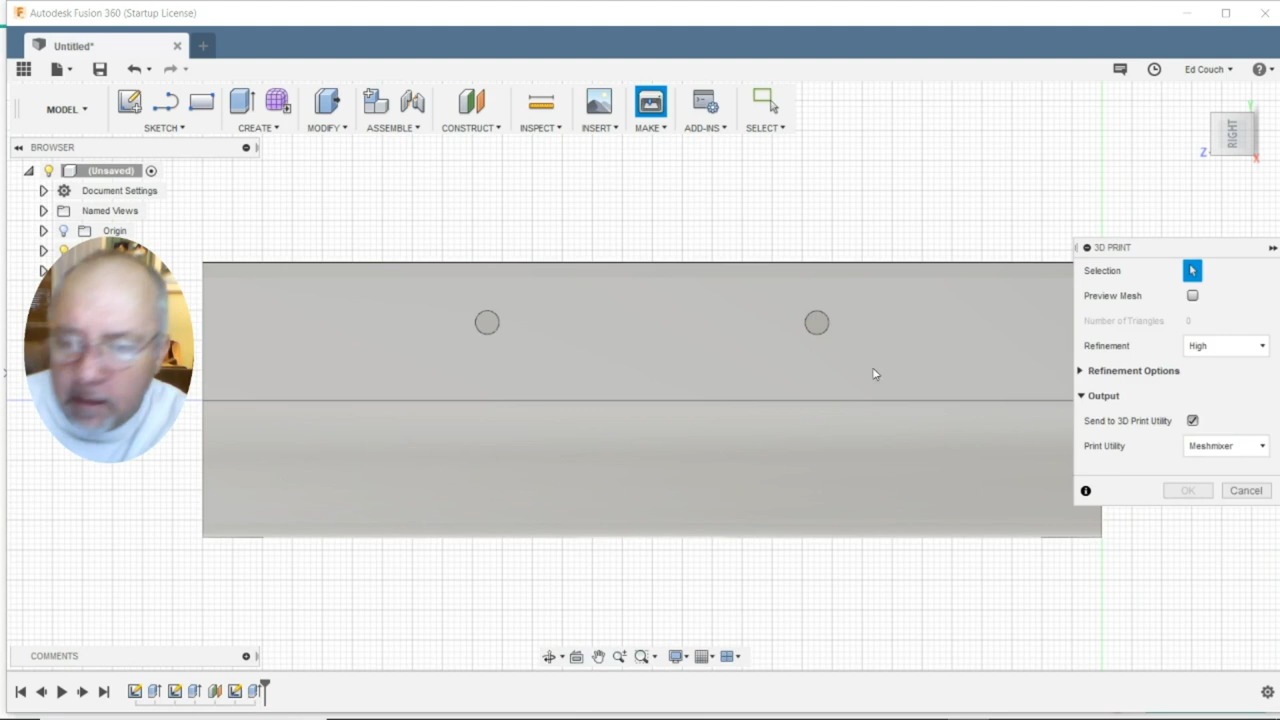 Autodesk Fusion 360 (Startup License)
Untitled*
Ed Couch
MODEL
SKETCH
CREATE
MODIFY
ASSEMBLE
CONSTRUCT
INSPECT
INSERT
MAKE
ADD-INS
SELECT
RIGHT
Y
Z
X
BROWSER
(Unsaved)
Document Settings
Named Views
Origin
3D PRINT
Selection
Preview Mesh
Number of Triangles 0
Refinement High
Refinement Options
Output
Send to 3D Print Utility
Print Utility Meshmixer
OK Cancel
COMMENTS